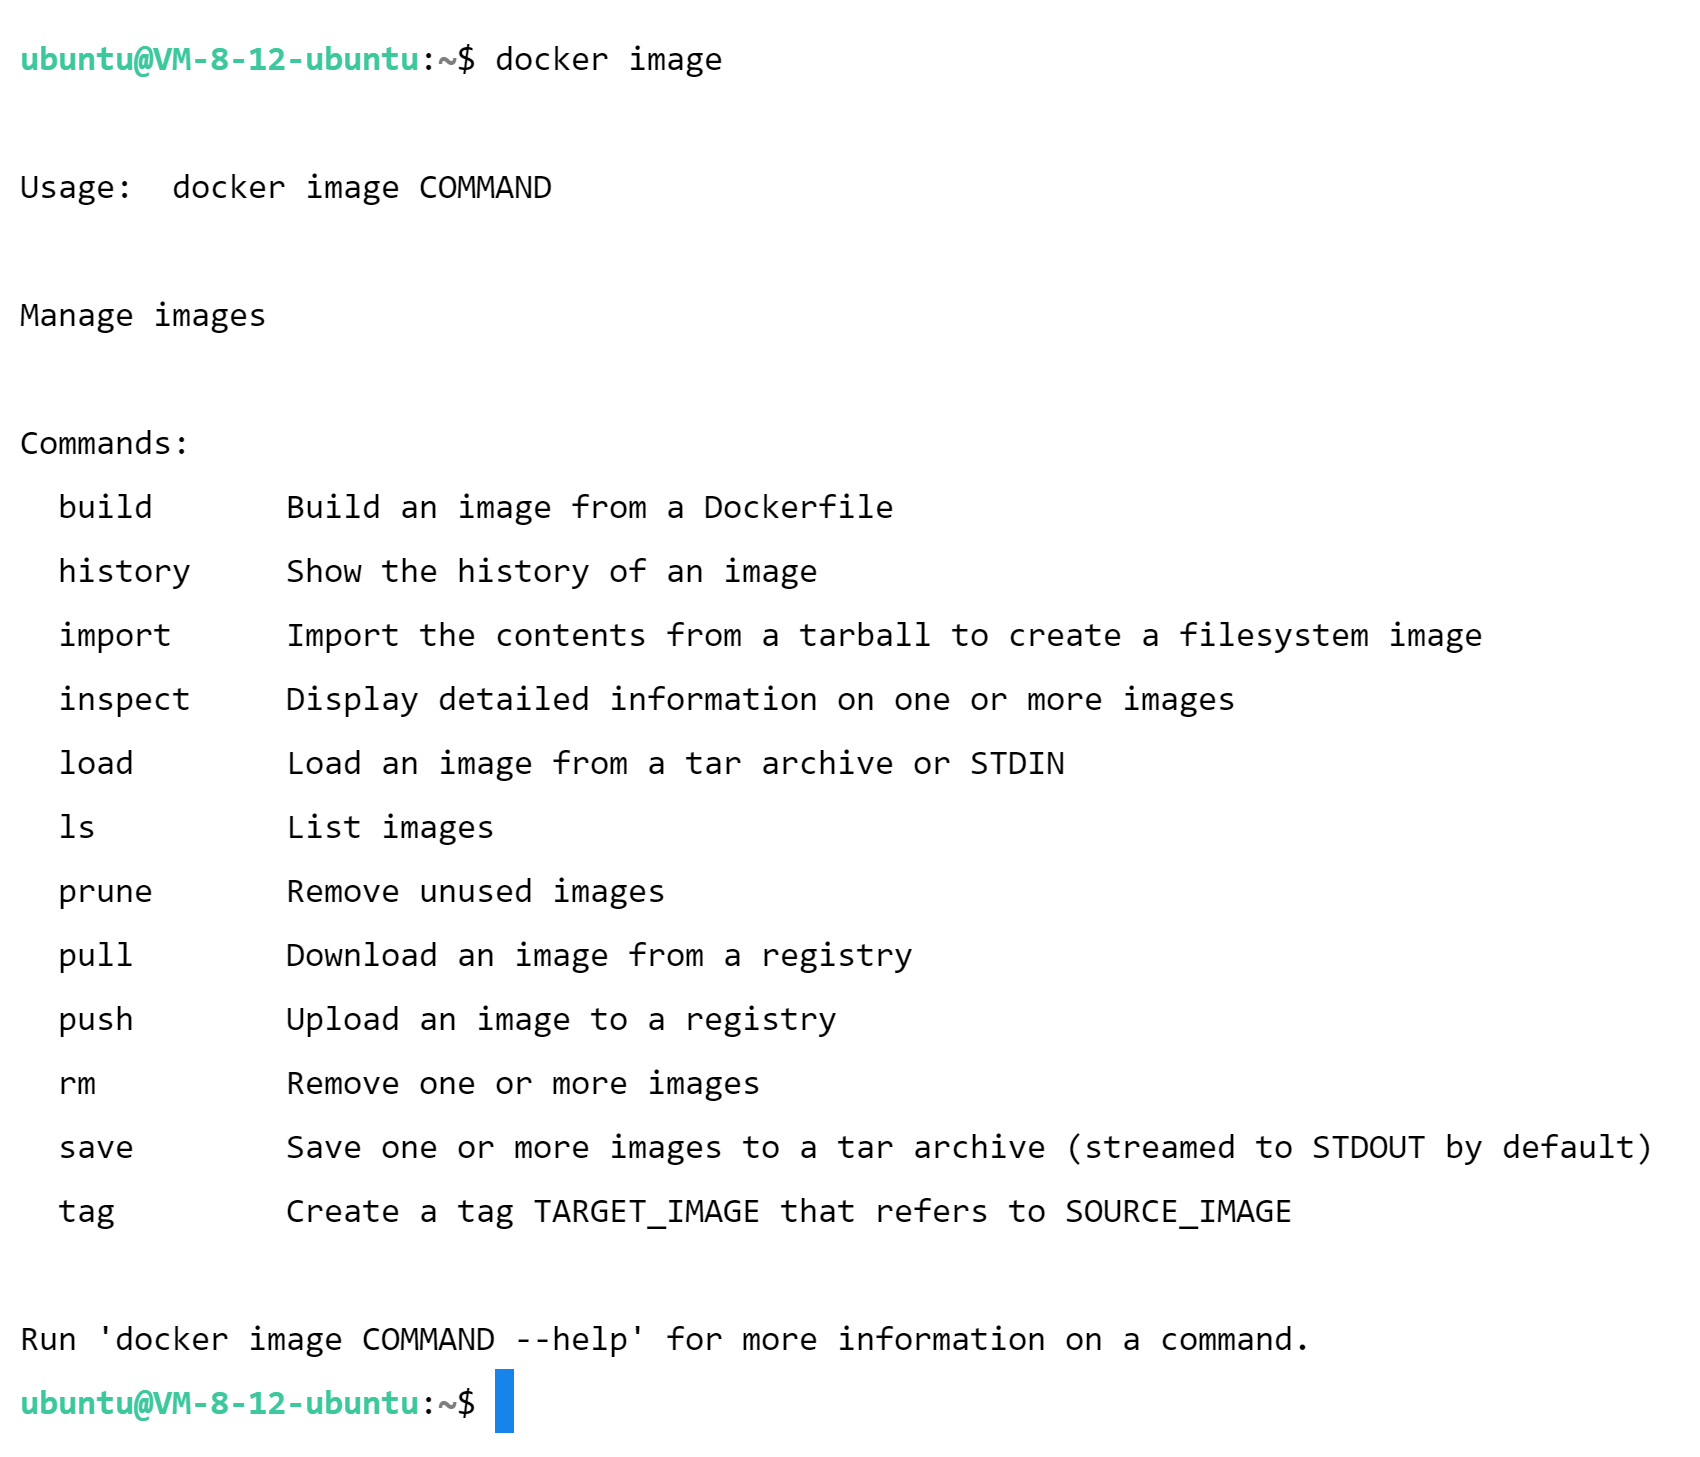 ubuntu@VM-8-12-ubuntu:~$ docker image
Usage:  docker image COMMAND
Manage images
Commands:
  build       Build an image from a Dockerfile
  history     Show the history of an image
  import      Import the contents from a tarball to create a filesystem image
  inspect     Display detailed information on one or more images
  load        Load an image from a tar archive or STDIN
  ls          List images
  prune       Remove unused images
  pull        Download an image from a registry
  push        Upload an image to a registry
  rm          Remove one or more images
  save        Save one or more images to a tar archive (streamed to STDOUT by default)
  tag         Create a tag TARGET_IMAGE that refers to SOURCE_IMAGE
Run 'docker image COMMAND --help' for more information on a command.
ubuntu@VM-8-12-ubuntu:~$